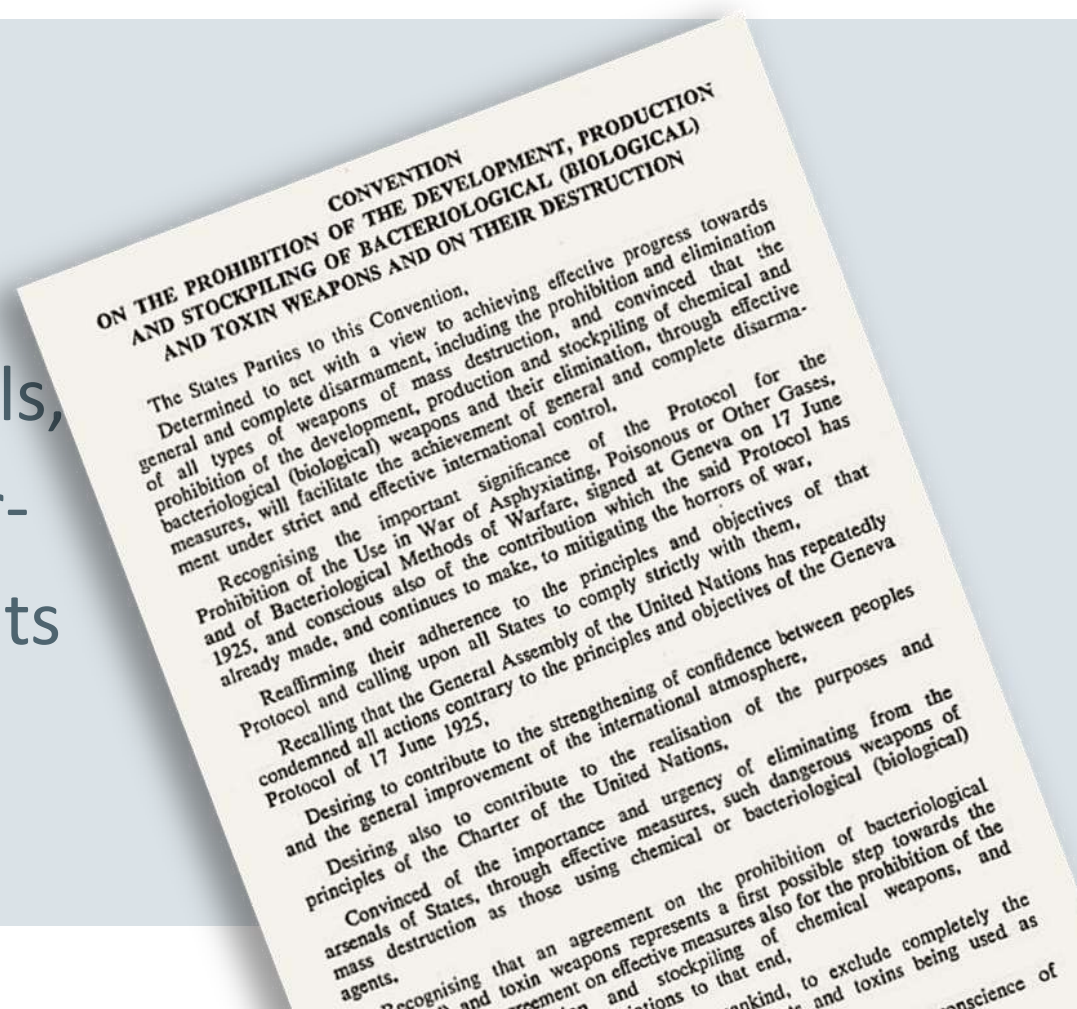 ls,
r-
ts
CONVENTION
ON THE PROHIBITION OF THE DEVELOPMENT, PRODUCTION
AND STOCKPILING OF BACTERIOLOGICAL (BIOLOGICAL)
AND TOXIN WEAPONS AND ON THEIR DESTRUCTION
The States Parties to this Convention,
Determined to act with a view to achieving effective progress towards
general and complete disarmament, including the prohibition and elimination
of all types of weapons of mass destruction, and convinced that the
prohibition of the development, production and stockpiling of chemical and
bacteriological (biological) weapons and their elimination, through effective
measures, will facilitate the achievement of general and complete disarma-
ment under strict and effective international control,
Recognising the important significance of the Protocol for the
Prohibition of the Use in War of Asphyxiating, Poisonous or Other Gases,
and of Bacteriological Methods of Warfare, signed at Geneva on 17 June
1925, and conscious also of the contribution which the said Protocol has
already made, and continues to make, to mitigating the horrors of war,
Reaffirming their adherence to the principles and objectives of that
Protocol and calling upon all States to comply strictly with them,
Recalling that the General Assembly of the United Nations has repeatedly
condemned all actions contrary to the principles and objectives of the Geneva
Protocol of 17 June 1925,
Desiring to contribute to the strengthening of confidence between peoples
and the general improvement of the international atmosphere,
Desiring also to contribute to the realisation of the purposes and
principles of the Charter of the United Nations,
Convinced of the importance and urgency of eliminating from the
arsenals of States, through effective measures, such dangerous weapons of
mass destruction as those using chemical or bacteriological (biological)
agents,
Recognising that an agreement on the prohibition of bacteriological
and toxin weapons represents a first possible step towards the
agreement on effective measures also for the prohibition of the
and stockpiling of chemical weapons, and
to that end,
mankind, to exclude completely the
and toxins being used as
conscience of